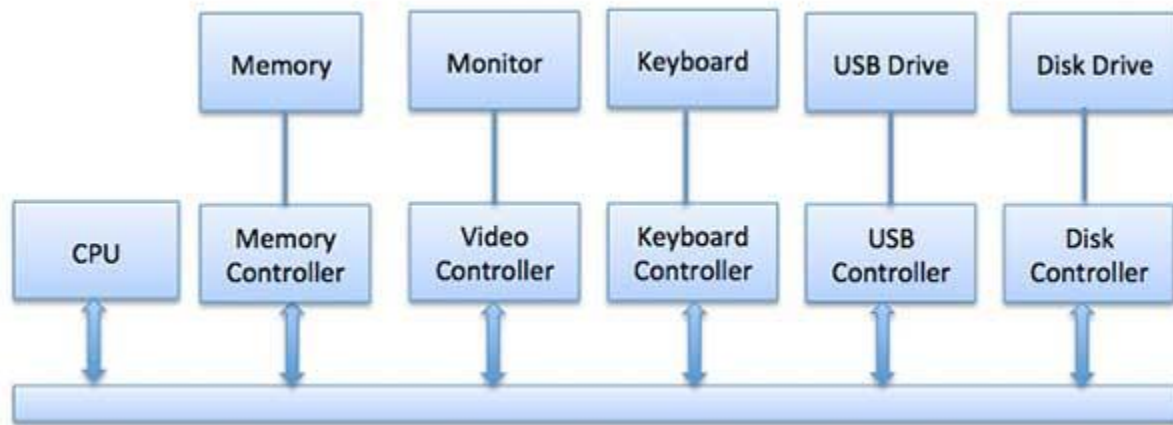 Memory
Monitor
Keyboard
USB Drive
Disk Drive
CPU
Memory
Controller
Video
Controller
Keyboard
Controller
USB
Controller
Disk
Controller